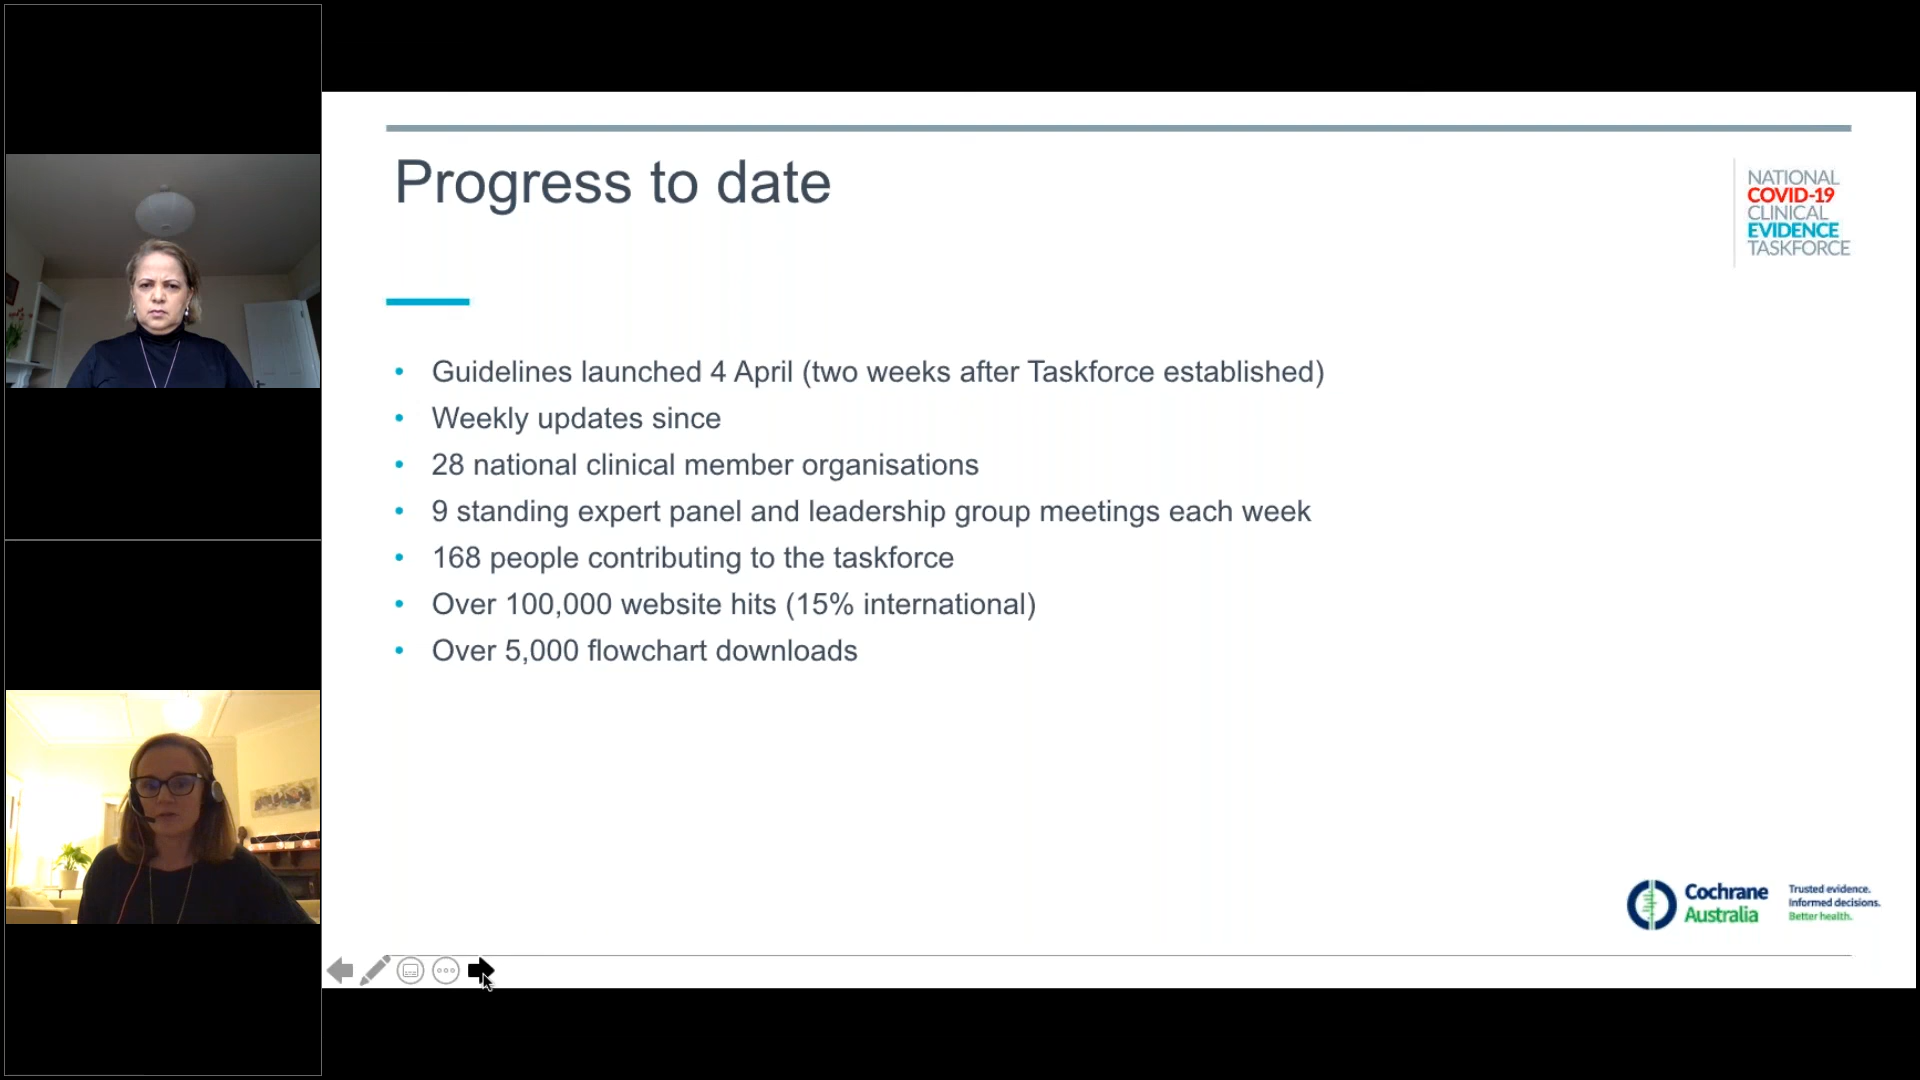 Progress to date
NATIONAL
COVID-19
CLINICAL
EVIDENCE
TASKFORCE
• Guidelines launched 4 April (two weeks after Taskforce established)
• Weekly updates since
• 28 national clinical member organisations
• 9 standing expert panel and leadership group meetings each week
• 168 people contributing to the taskforce
• Over 100,000 website hits (15% international)
• Over 5,000 flowchart downloads
Cochrane
Australia
Trusted evidence.
Informed decisions.
Better health.